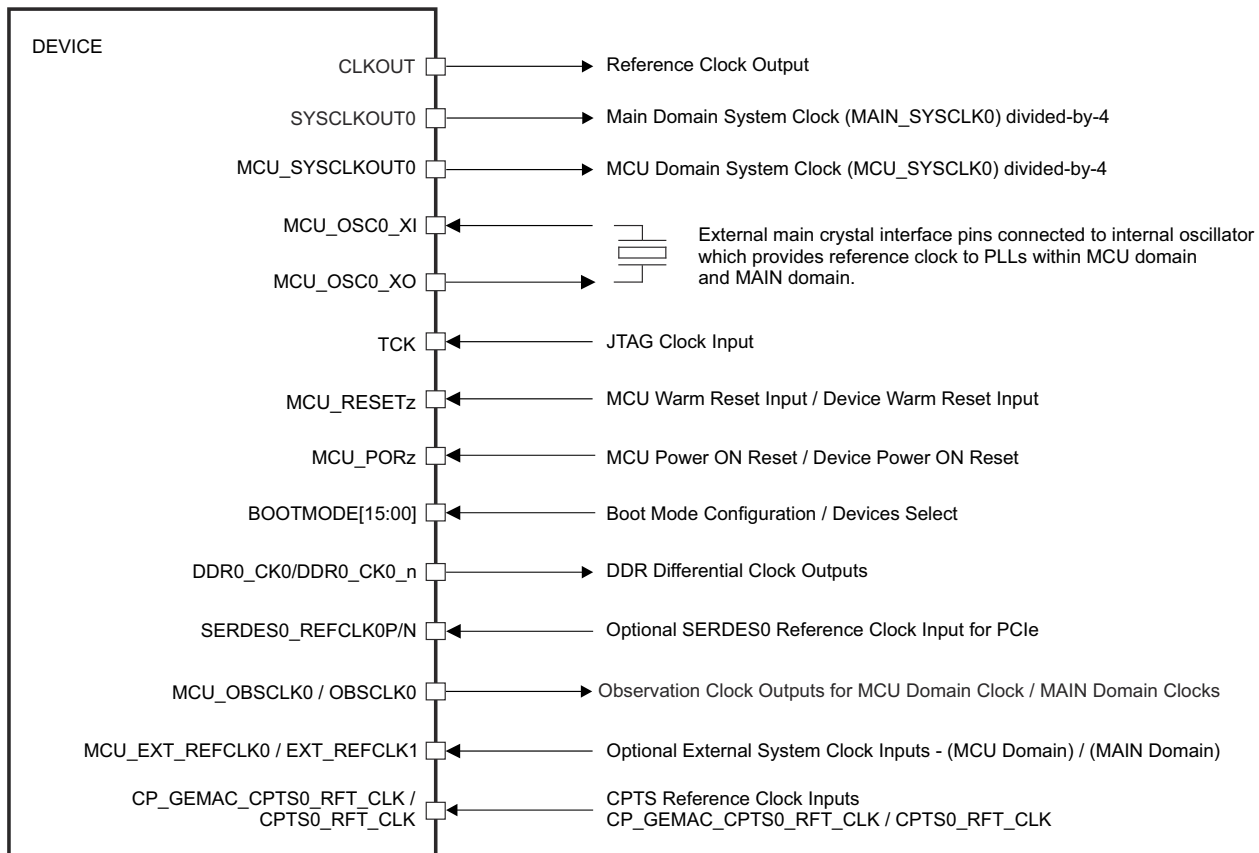 DEVICE
CLKOUT Reference Clock Output
SYSCLKOUT0 Main Domain System Clock (MAIN_SYSCLK0) divided-by-4
MCU_SYSCLKOUT0 MCU Domain System Clock (MCU_SYSCLK0) divided-by-4
MCU_OSC0_XI
External main crystal interface pins connected to internal oscillator
which provides reference clock to PLLs within MCU domain
and MAIN domain.
MCU_OSC0_XO
TCK JTAG Clock Input
MCU_RESETz MCU Warm Reset Input / Device Warm Reset Input
MCU_PORz MCU Power ON Reset / Device Power ON Reset
BOOTMODE[15:00] Boot Mode Configuration / Devices Select
DDR0_CK0/DDR0_CK0_n DDR Differential Clock Outputs
SERDES0_REFCLK0P/N Optional SERDES0 Reference Clock Input for PCIe
MCU_OBSCLK0 / OBSCLK0 Observation Clock Outputs for MCU Domain Clock / MAIN Domain Clocks
MCU_EXT_REFCLK0 / EXT_REFCLK1 Optional External System Clock Inputs - (MCU Domain) / (MAIN Domain)
CP_GEMAC_CPTS0_RFT_CLK / CPTS Reference Clock Inputs
CPTS0_RFT_CLK CP_GEMAC_CPTS0_RFT_CLK / CPTS0_RFT_CLK